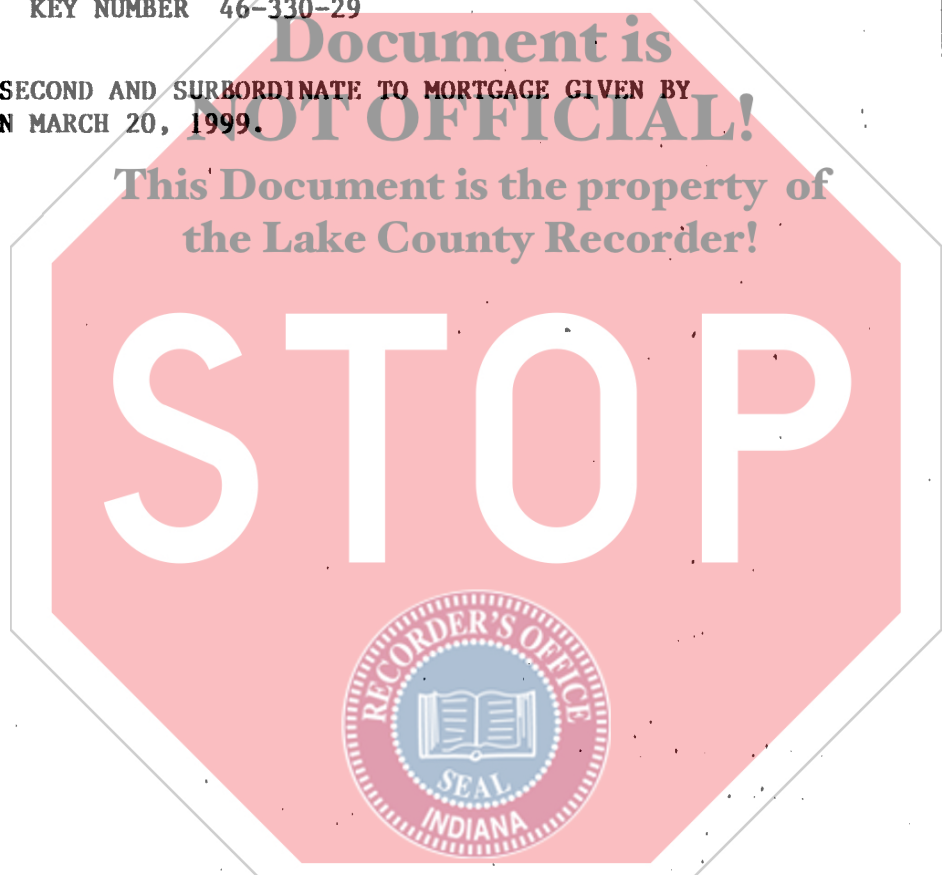 KEY NUMBER 46-330-29
Document is
SECOND AND SURBORDINATE TO MORTGAGE GIVEN BY
NOT OFFICIAL!
N MARCH 20, 1999.
This Document is the property of
the Lake County Recorder!
STOP
RECORDER'S OFFICE
SEAL
INDIANA